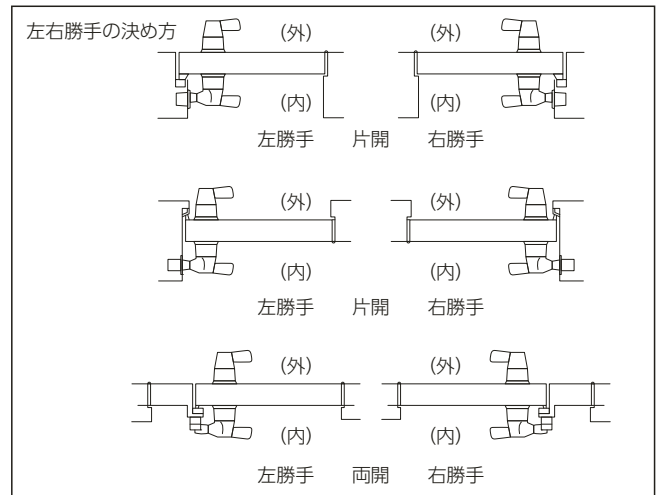 左右勝手の決め方
(外) (外)
(内) (内)
左勝手 片開 右勝手
(外) (外)
(内) (内)
左勝手 片開 右勝手
(外) (外)
(内) (内)
左勝手 両開 右勝手